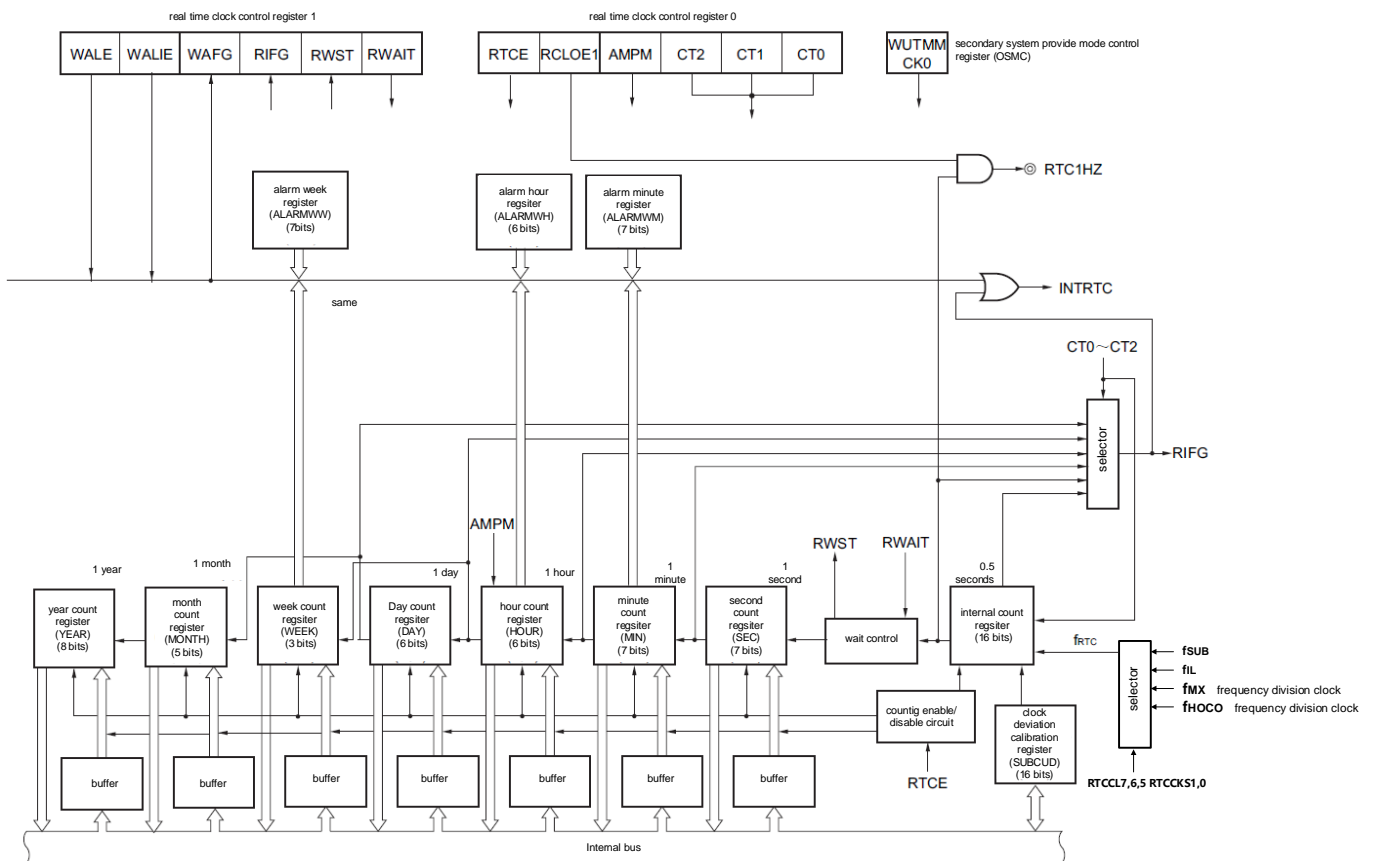 real time clock control register 1
real time clock control register 0
WALE WALIE WAFG RIFG RWST RWAIT
RTCE RCLOE1 AMPM CT2 CT1 CT0
WUTMM
CK0
secondary system provide mode control
register (OSMC)
RTC1HZ
alarm week
register
(ALARMWW)
(7bits)
alarm hour
regsiter
(ALARMWH)
(6 bits)
alarm minute
register
(ALARMWM)
(7 bits)
INTRTC
same
CT0～CT2
selector
RIFG
AMPM
RWST
RWAIT
1 year
1 month
1 day
1 hour
1
minute
1
second
0.5
seconds
year count
register
(YEAR)
(8 bits)
month
count
register
(MONTH)
(5 bits)
week count
regsiter
(WEEK)
(3 bits)
Day count
regsiter
(DAY)
(6 bits)
hour count
register
(HOUR)
(6 bits)
minute
count
regsiter
(MIN)
(7 bits)
second
count
regsiter
(SEC)
(7 bits)
wait control
internal count
regsiter
(16 bits)
fRTC
selector
fSUB
fIL
fMX frequency division clock
fHOCO frequency division clock
RTCCL7,6,5 RTCCKS1,0
countig enable/
disable circuit
RTCE
clock
deviation
calibration
register
(SUBCUD)
(16 bits)
buffer
buffer
buffer
buffer
buffer
buffer
buffer
Internal bus